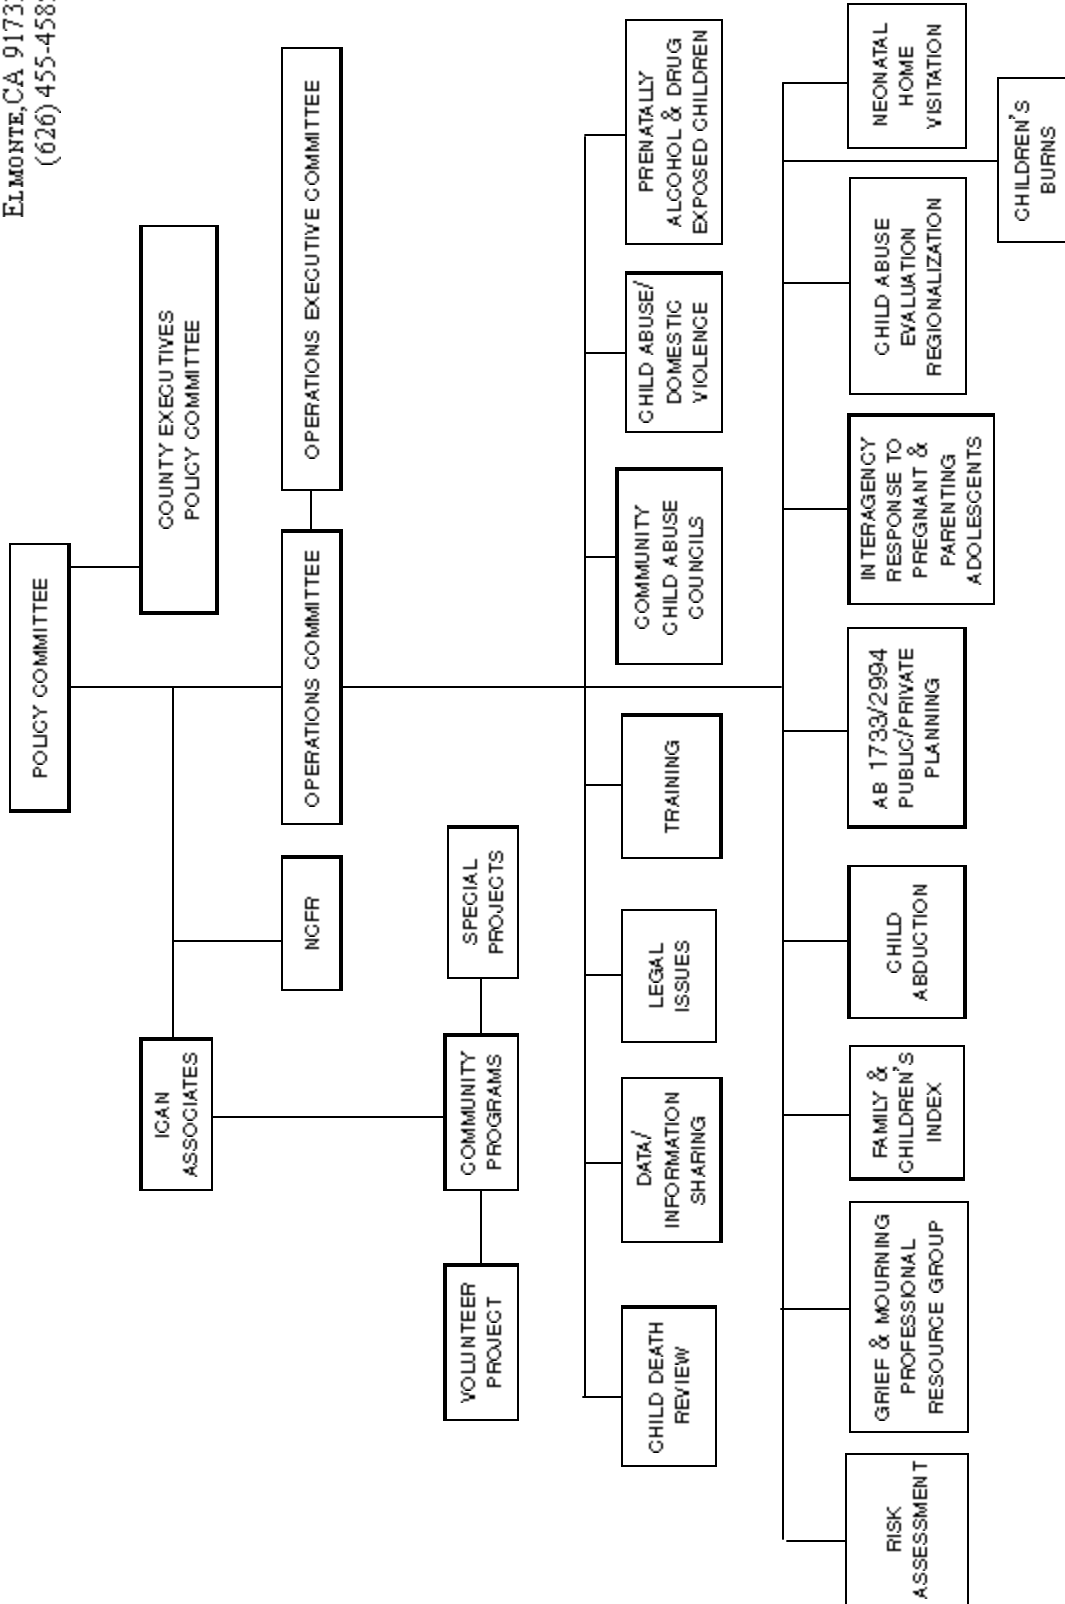 ELMONTE, CA
(626)
POLICY COMMITTEE
COUNTY EXECUTIVES
POLICY COMMITTEE
ICAN
ASSOCIATES
NCFR
OPERATIONS COMMITTEE
OPERATIONS EXECUTIVE COMMITTEE
VOLUNTEER
PROJECT
COMMUNITY
PROGRAMS
SPECIAL
PROJECTS
CHILD DEATH
REVIEW
DATA/
INFORMATION
SHARING
LEGAL
ISSUES
TRAINING
COMMUNITY
CHILD ABUSE
COUNCILS
CHILD ABUSE/
DOMESTIC
VIOLENCE
PRENATALLY
ALCOHOL & DRUG
EXPOSED CHILDREN
RISK
ASSESSMENT
GRIEF & MOURNING
PROFESSIONAL
RESOURCE GROUP
FAMILY &
CHILDREN'S
INDEX
CHILD
ABDUCTION
AB 1733/2994
PUBLIC/PRIVATE
PLANNING
INTERAGENCY
RESPONSE TO
PREGNANT &
PARENTING
ADOLESCENTS
CHILD ABUSE
EVALUATION
REGIONALIZATION
NEONATAL
HOME
VISITATION
CHILDREN'S
BURNS